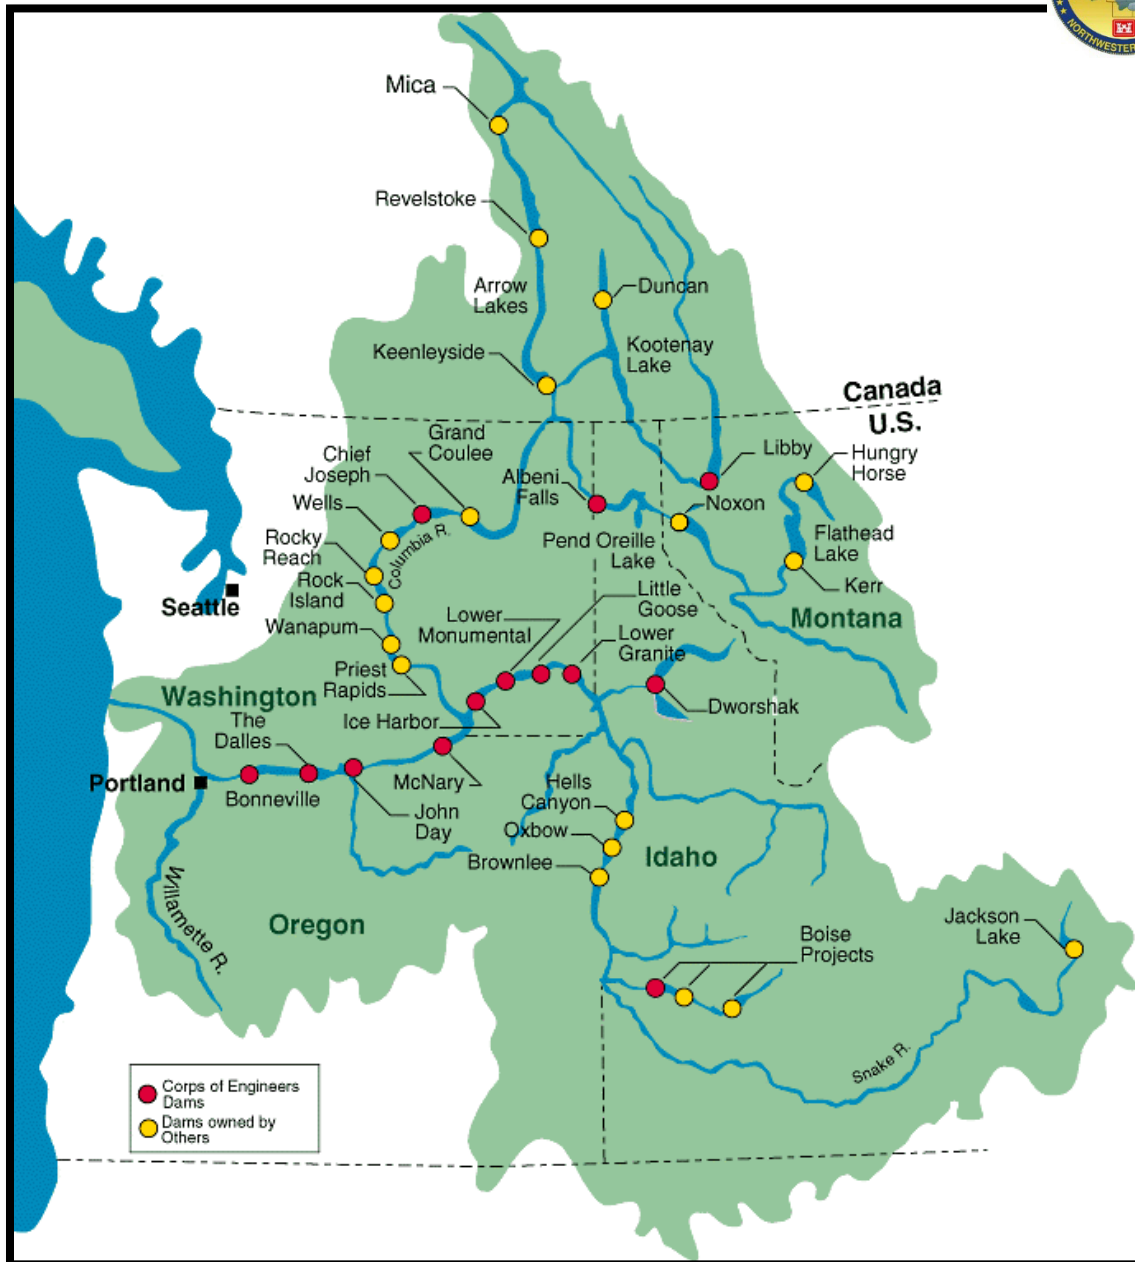 NORTHWESTERN
Mica
Revelstoke
Arrow
Lakes
Duncan
Keenleyside
Kootenay
Lake
Canada
U.S.
Grand
Coulee
Chief
Joseph
Libby
Hungry
Horse
Albeni
Falls
Wells
Noxon
Columbia R.
Rocky
Reach
Pend Oreille
Lake
Flathead
Lake
Rock
Island
Kerr
Seattle
Little
Goose
Lower
Monumental
Montana
Wanapum
Lower
Granite
Priest
Rapids
Washington
Dworshak
Ice Harbor
The
Dalles
Portland
McNary
Hells
Canyon
Bonneville
John
Day
Oxbow
Idaho
Brownlee
Willamette R.
Oregon
Boise
Projects
Jackson
Lake
Snake R.
Corps of Engineers
Dams
Dams owned by
Others